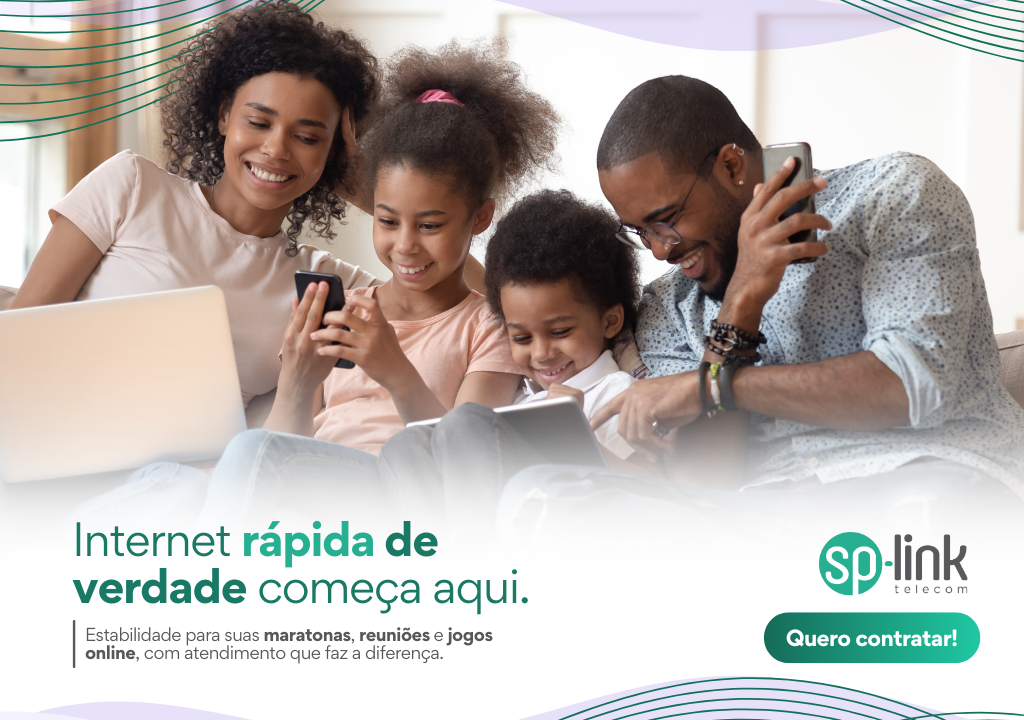 Internet rápida de
verdade começa aqui.
Estabilidade para suas maratonas, reuniões e jogos
online, com atendimento que faz a diferença.
sp-link
telecom
Quero contratar!